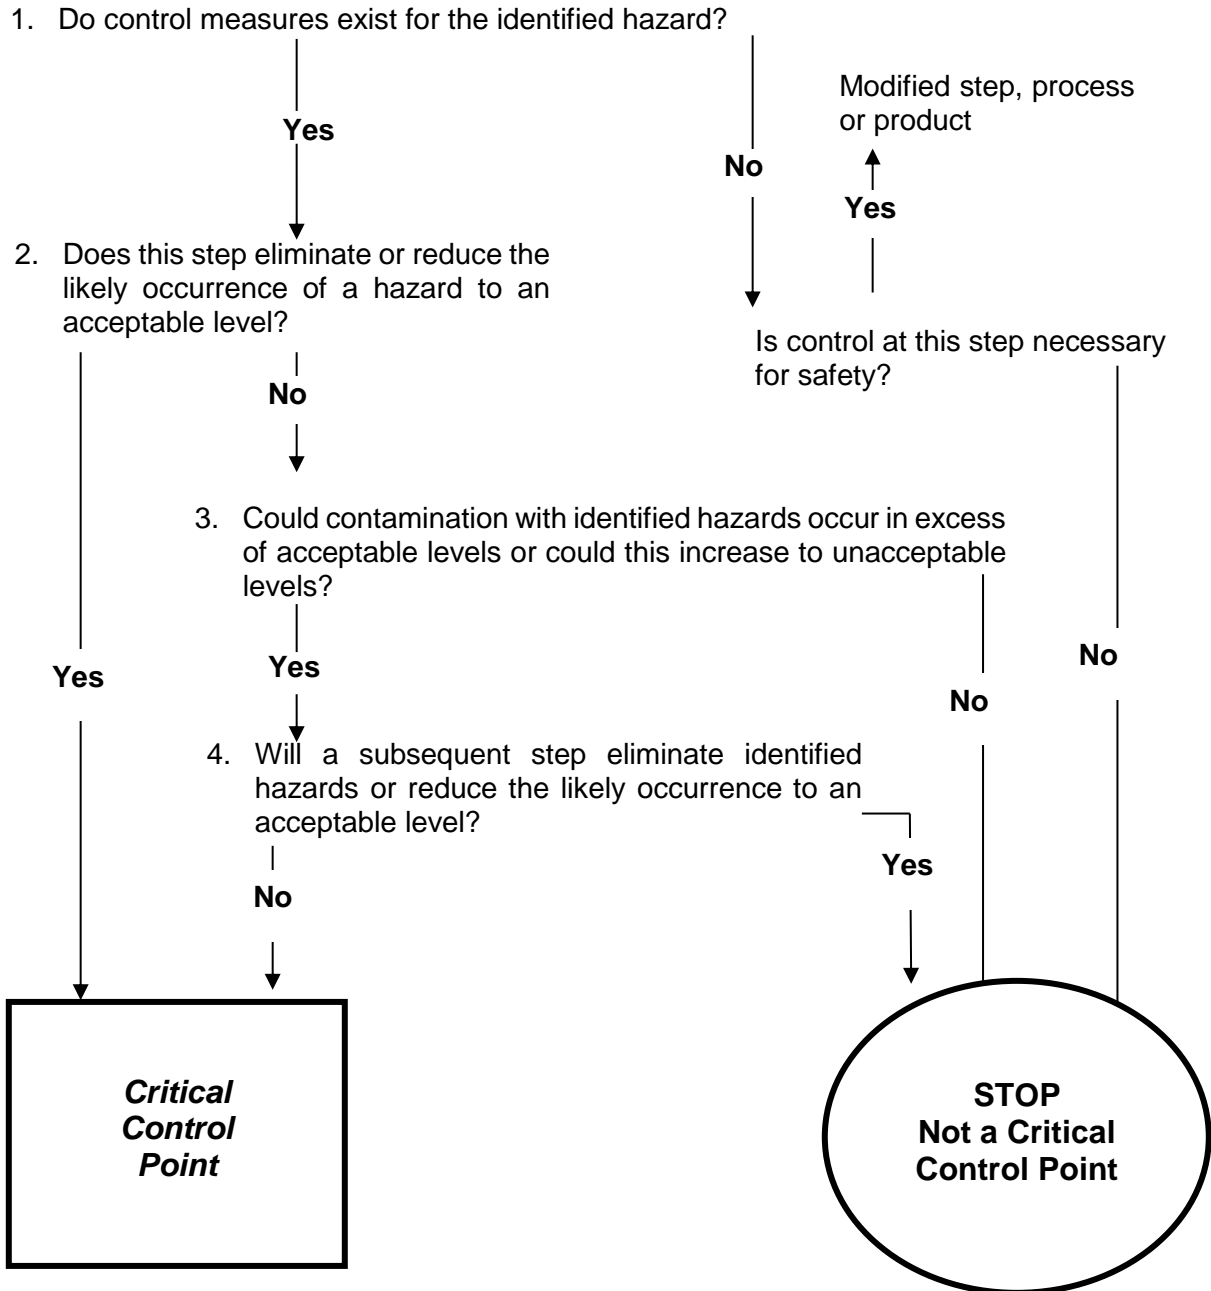 1. Do control measures exist for the identified hazard?
Modified step, process
or product
Yes
No
Yes
2. Does this step eliminate or reduce the
likely occurrence of a hazard to an
acceptable level?
Is control at this step necessary
for safety?
No
3. Could contamination with identified hazards occur in excess
of acceptable levels or could this increase to unacceptable
levels?
Yes
Yes
No
No
4. Will a subsequent step eliminate identified
hazards or reduce the likely occurrence to an
acceptable level?
Yes
No
Critical
Control
Point
STOP
Not a Critical
Control Point